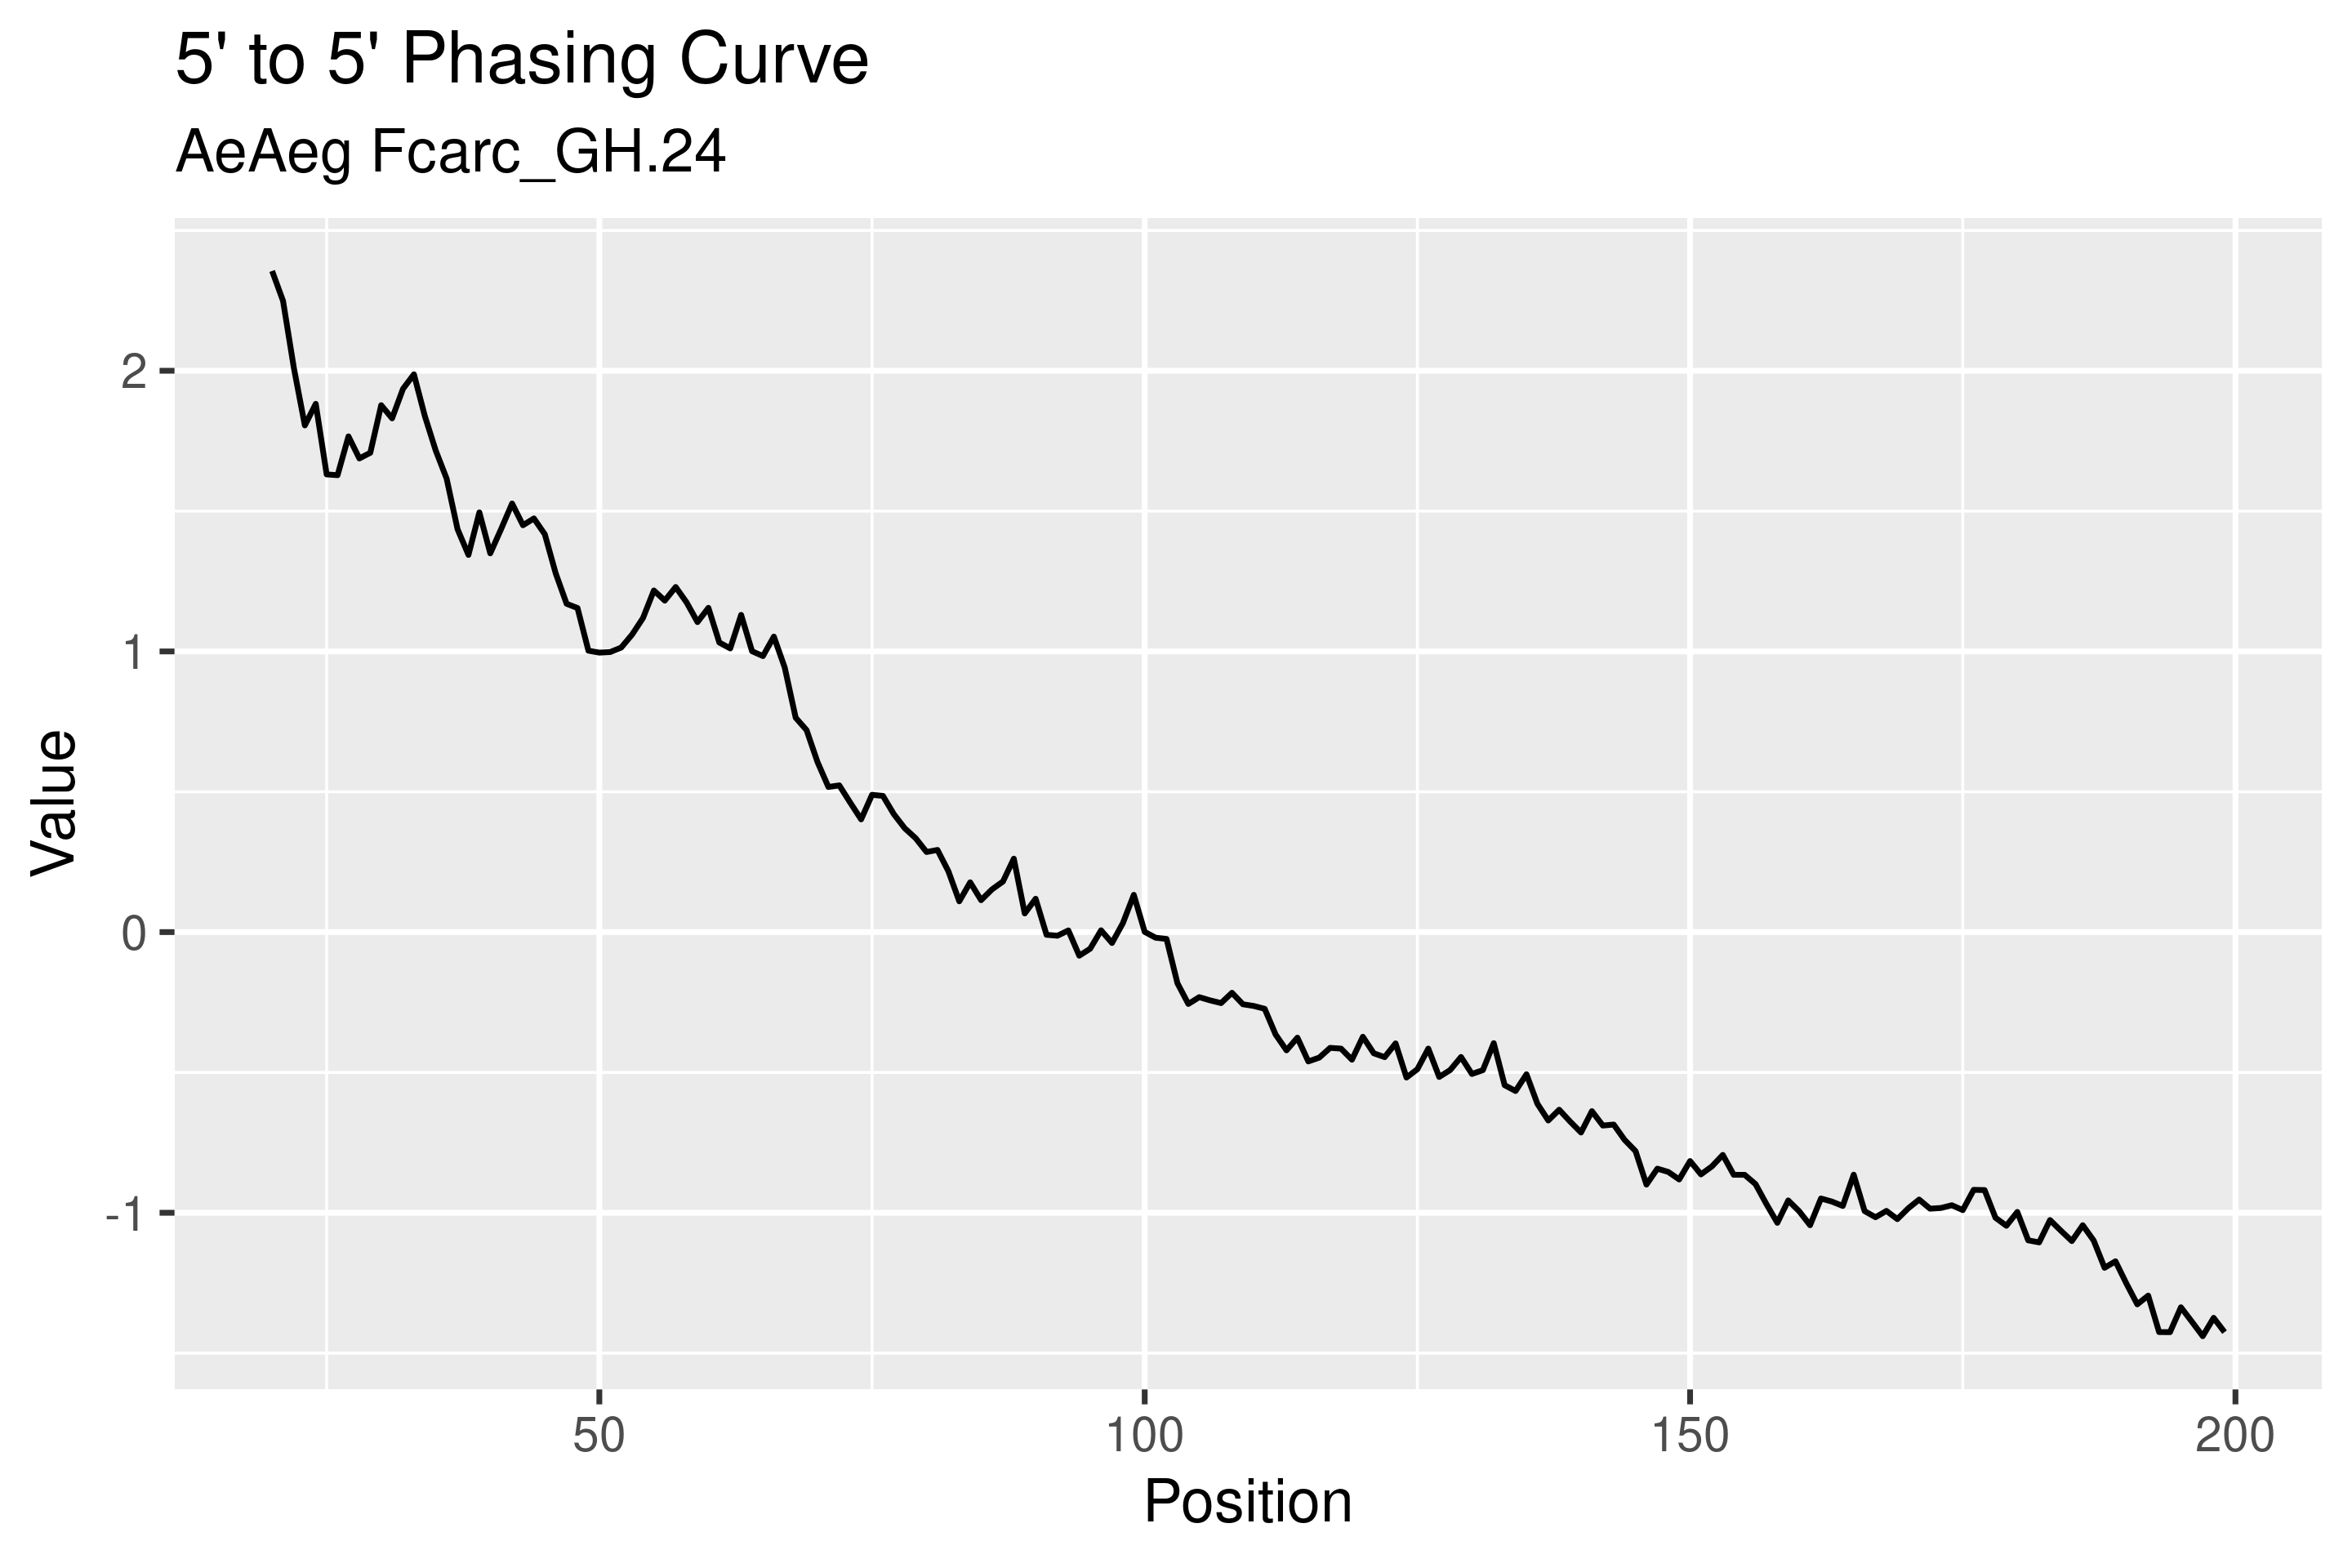 5' to 5' Phasing Curve
AeAeg Fcarc_GH.24
Value
2
1
0
-1
50 100 150 200
Position